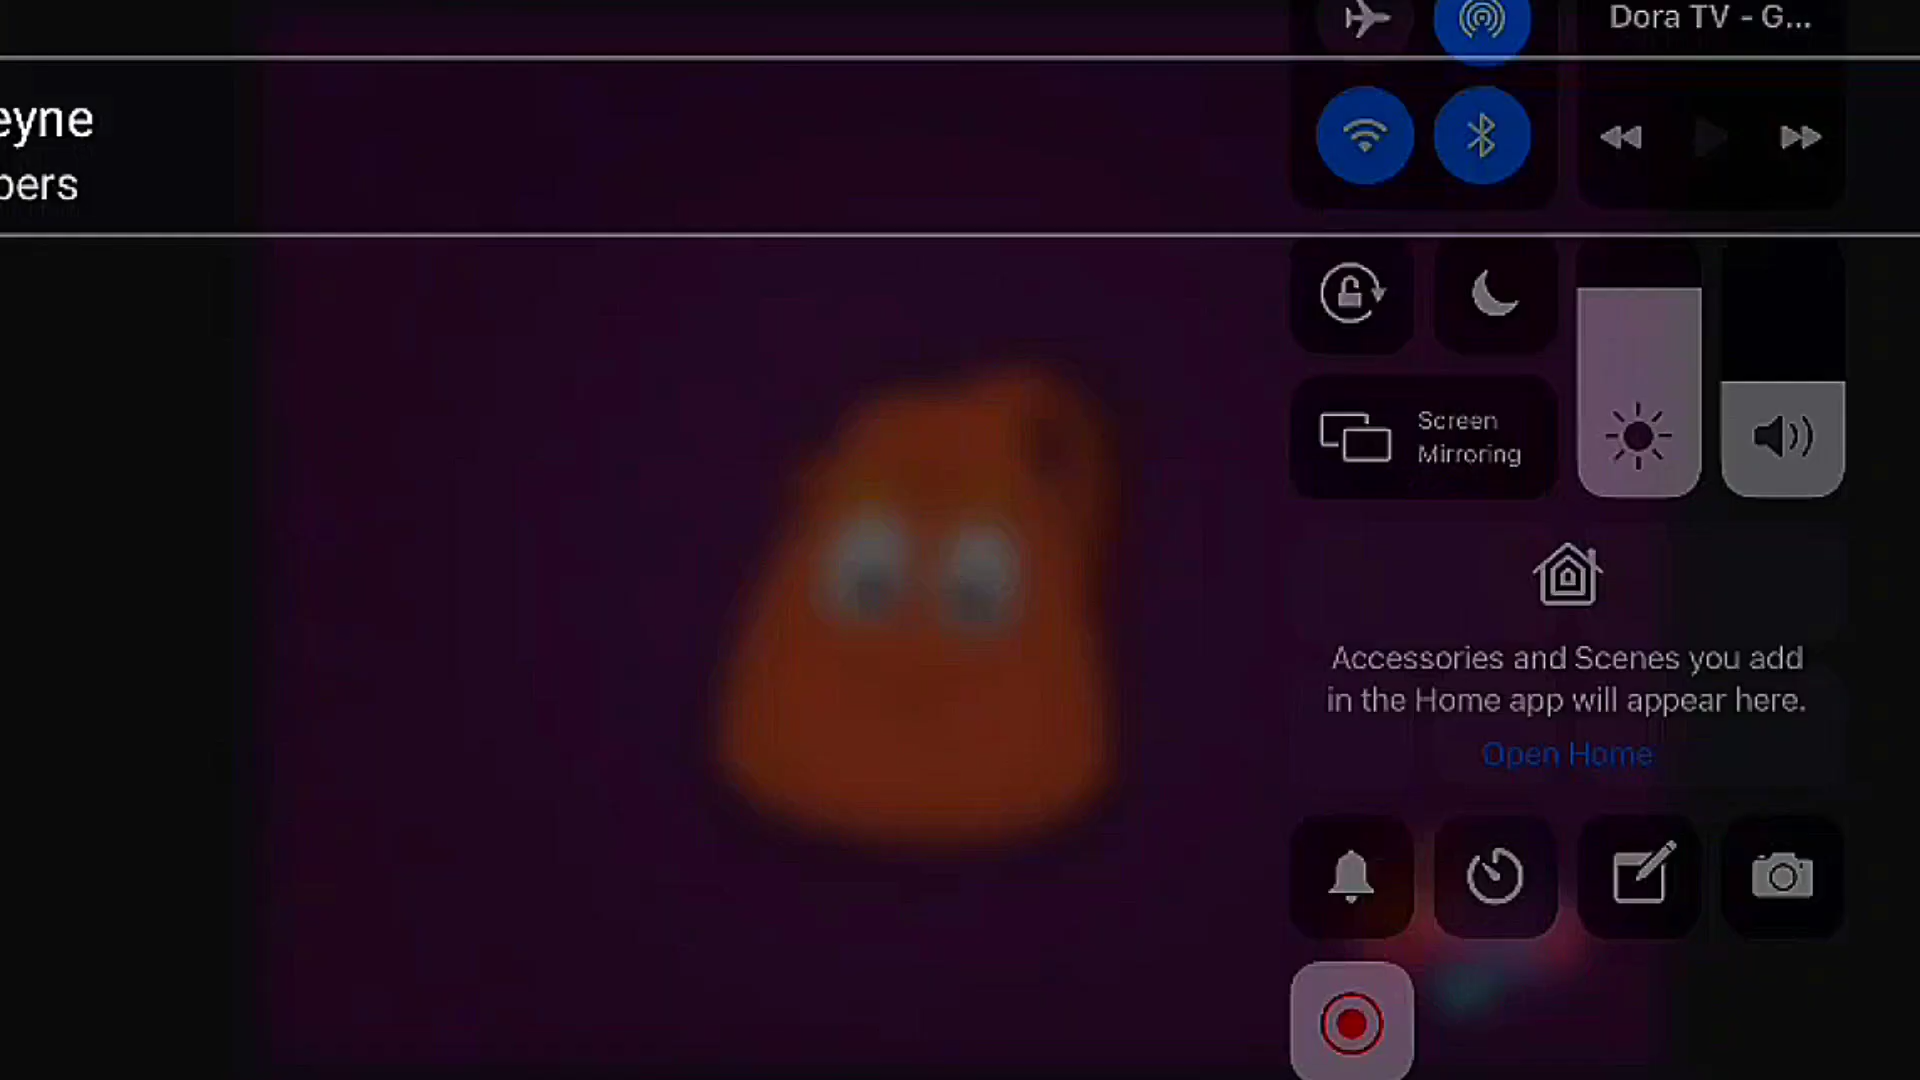 Dora TV - G...
eyne
bers
Screen
Mirroring
Accessories and Scenes you add
in the Home app will appear here.
Open Home